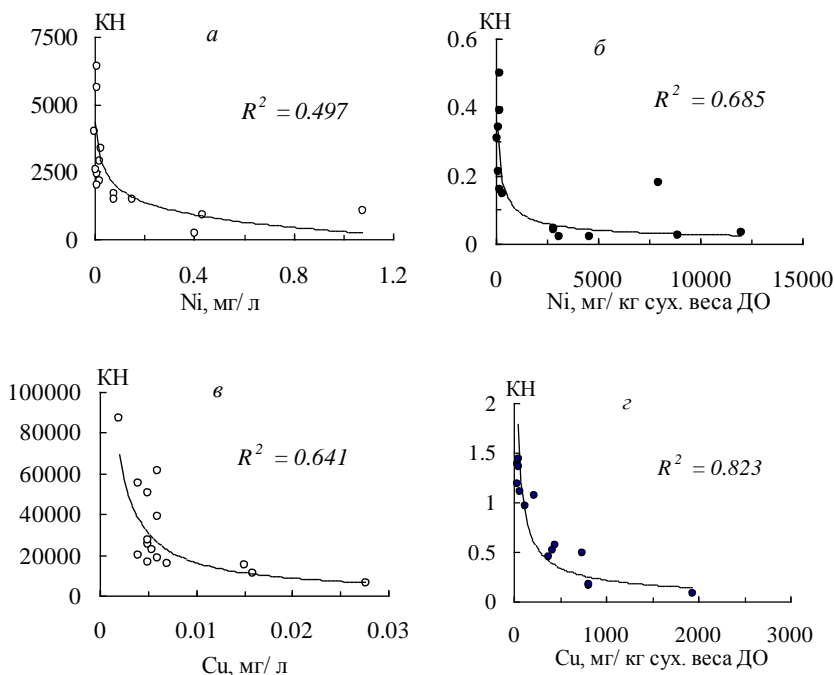 КН
а
7500
5000
2500
0
R² = 0.497
0 0.4 0.8 1.2
Ni, мг/ л
КН
б
0.6
0.4
0.2
0
R² = 0.685
0 5000 10000 15000
Ni, мг/ кг сух. веса ДО
КН
в
100000
80000
60000
40000
20000
0
R² = 0.641
0 0.01 0.02 0.03
Cu, мг/ л
КН
г
2
1.5
1
0.5
0
R² = 0.823
0 1000 2000 3000
Cu, мг/ кг сух. веса ДО